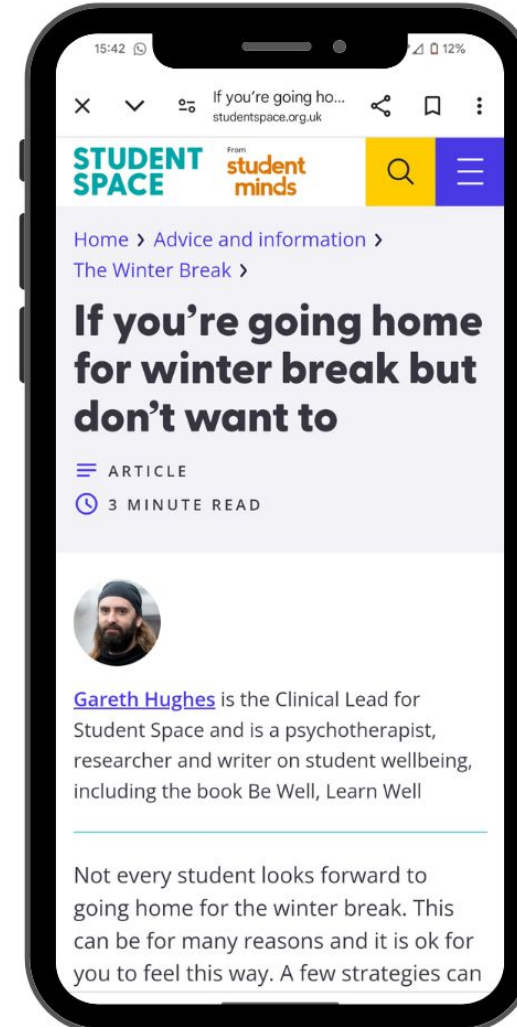 15:42
12%
If you're going ho...
studentspace.org.uk
STUDENT
SPACE
From
student
minds
Home > Advice and information >
The Winter Break >
If you're going home
for winter break but
don't want to
ARTICLE
3 MINUTE READ
Gareth Hughes is the Clinical Lead for
Student Space and is a psychotherapist,
researcher and writer on student wellbeing,
including the book Be Well, Learn Well
Not every student looks forward to
going home for the winter break. This
can be for many reasons and it is ok for
you to feel this way. A few strategies can